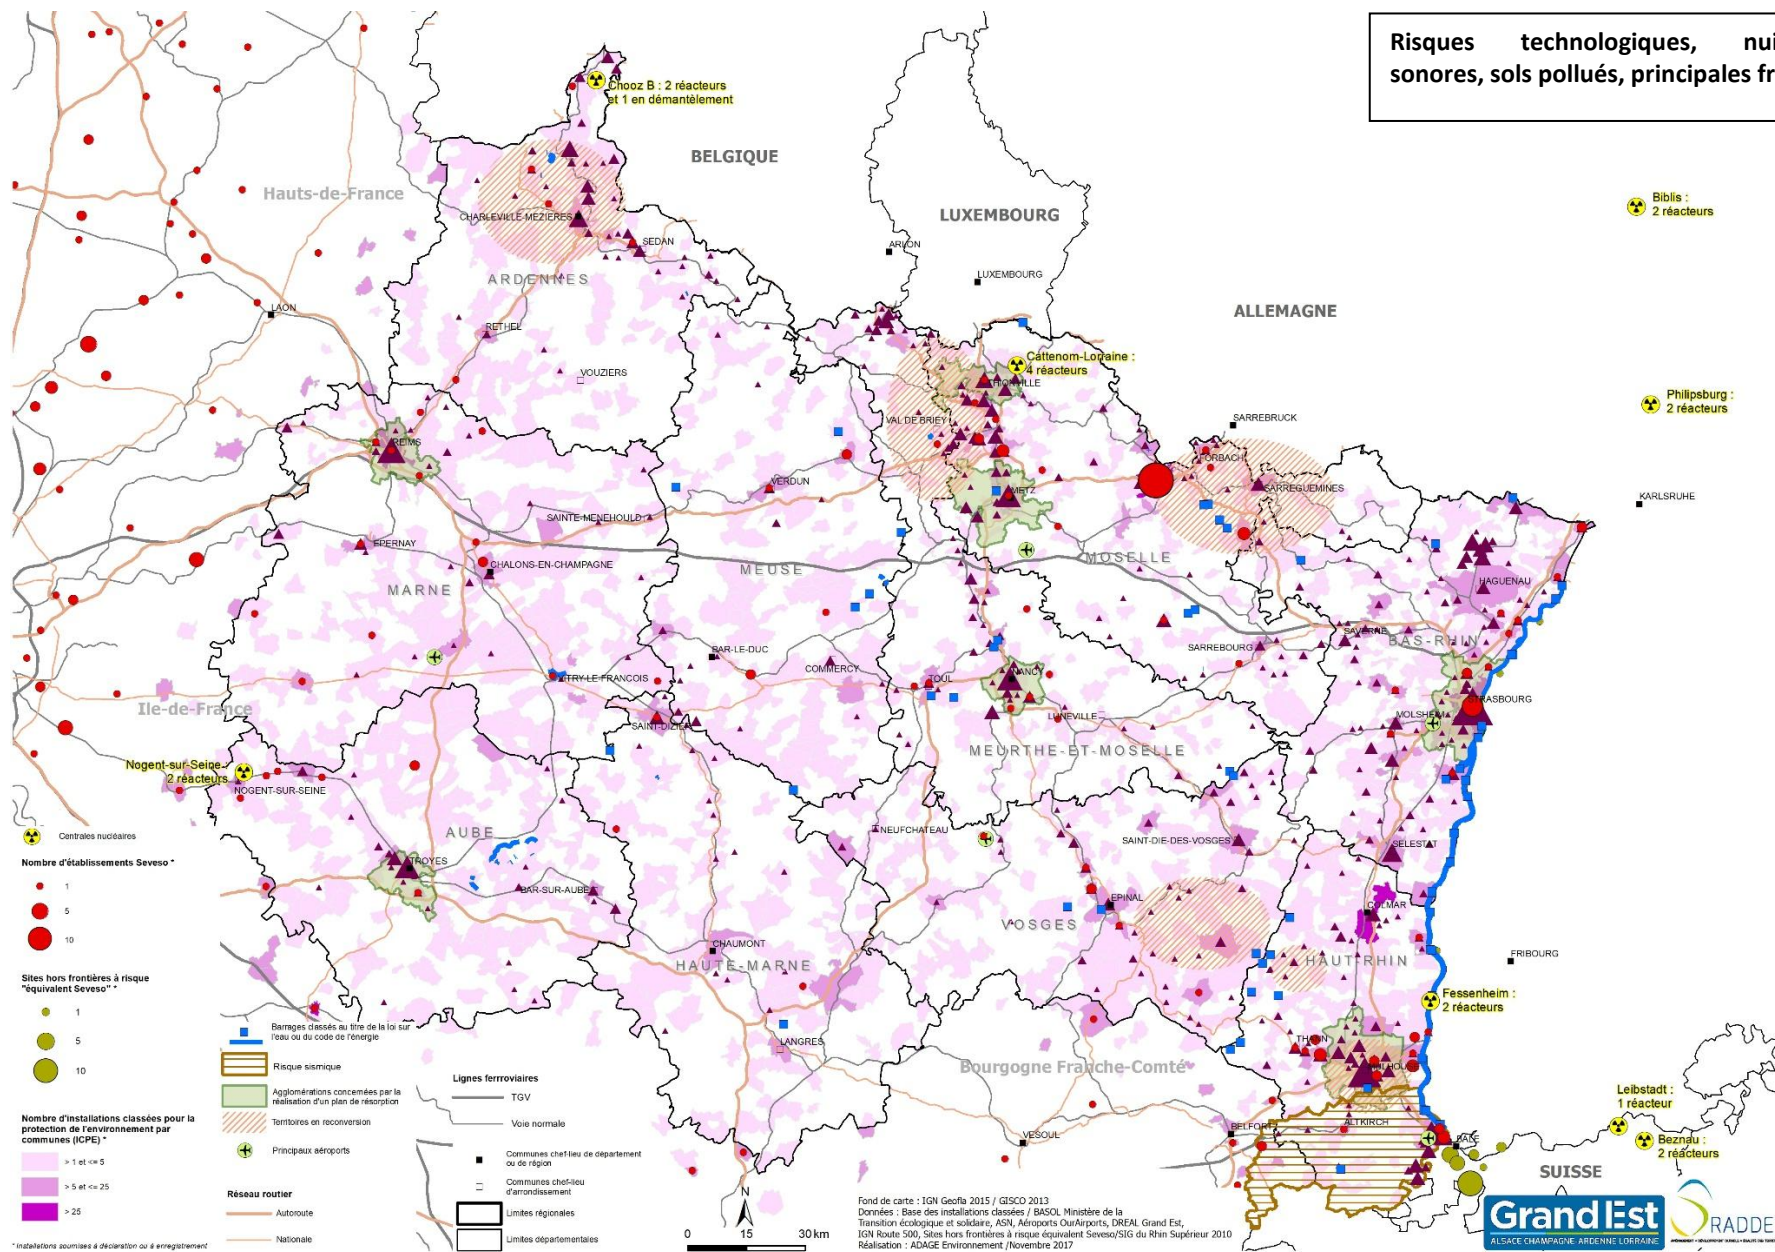 Risques technologiques, nui
sonores, sols pollués, principales fr
Chooz B : 2 réacteurs
et 1 en démantèlement
BELGIQUE
Hauts-de-France
LUXEMBOURG
Biblis :
2 réacteurs
CHARLEVILLE-MEZIERES
SEDAN
ARLON
LUXEMBOURG
ARDENNES
LAON
ALLEMAGNE
RETHEL
Cattenom-Lorraine :
4 réacteurs
VOUZIERS
THIONVILLE
Philipsburg :
2 réacteurs
VAL DE BRIEY
SARREBRUCK
REIMS
FORBACH
VERDUN
METZ
SARREGUEMINES
KARLSRUHE
SAINTE-MENEHOULD
EPERNAY
CHALONS-EN-CHAMPAGNE
MEUSE
MOSELLE
MARNE
HAGUENAU
SAVERNE
BAS-RHIN
BAR-LE-DUC
SARREBOURG
COMMERCY
TOUL
NANCY
TRY-LE-FRANCOIS
STRASBOURG
Ile-de-France
SAINT-DIZIER
LUNEVILLE
MOLSHEIM
MEURTHE-ET-MOSELLE
Nogent-sur-Seine
2 réacteurs
NOGENT-SUR-SEINE
AUBE
NEUFCHATEAU
SAINT-DIE-DES-VOSGES
SELESTAT
TROYES
BAR-SUR-AUBE
EPINAL
COLMAR
VOSGES
CHAUMONT
HAUTE-MARNE
HAUT-RHIN
FRIBOURG
Fessenheim :
2 réacteurs
LANGRES
THANN
Bourgogne Franche-Comté
MULHOUSE
Leibstadt :
1 réacteur
ALTKIRCH
BELFORT
VESOUL
BALE
Beznau :
2 réacteurs
SUISSE
Centrales nucléaires
Nombre d'établissements Seveso *
1
5
10
Sites hors frontières à risque
"équivalent Seveso" *
1
5
10
Nombre d'installations classées pour la
protection de l'environnement par
communes (ICPE) *
> 1 et <= 5
> 5 et <= 25
> 25
* Installations soumises à déclaration ou à enregistrement
Barrages classés au titre de la loi sur
l'eau ou du code de l'énergie
Risque sismique
Agglomérations concernées par la
réalisation d'un plan de résorption
Territoires en reconversion
Principaux aéroports
Réseau routier
Autoroute
Nationale
Lignes ferrroviaires
TGV
Voie normale
Communes chef-lieu de département
ou de région
Communes chef-lieu
d'arrondissement
Limites régionales
Limites départementales
N
0 15 30 km
Fond de carte : IGN Geofla 2015 / GISCO 2013
Données : Base des installations classées / BASOL Ministère de la
Transition écologique et solidaire, ASN, Aéroports OurAirports, DREAL Grand Est,
IGN Route 500, Sites hors frontières à risque équivalent Seveso/SIG du Rhin Supérieur 2010
Réalisation : ADAGE Environnement /Novembre 2017
Grand Est
ALSACE CHAMPAGNE ARDENNE LORRAINE
RADDE